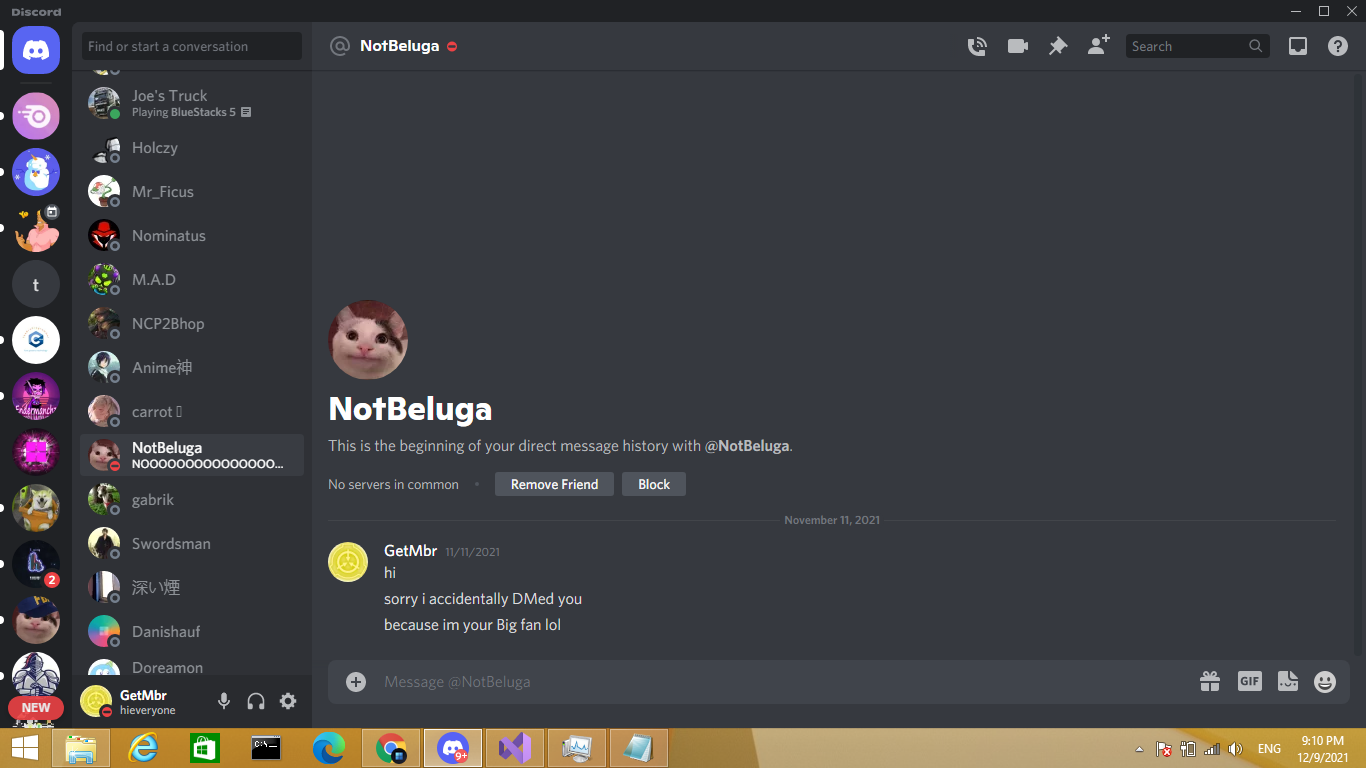 Discord
Find or start a conversation
Joe's Truck
Playing BlueStacks 5
Holczy
Mr_Ficus
Nominatus
M.A.D
NCP2Bhop
Anime神
carrot
NotBeluga
NOOOOOOOOOOOOOOO...
gabrik
Swordsman
深い煙
Danishauf
Doreamon
t
Endermanch
2
NEW
GetMbr
hieveryone
NotBeluga
Search
NotBeluga
This is the beginning of your direct message history with @NotBeluga.
No servers in common
Remove Friend
Block
November 11, 2021
GetMbr 11/11/2021
hi
sorry i accidentally DMed you
because im your Big fan lol
Message @NotBeluga
GIF
9+
ENG
9:10 PM
12/9/2021